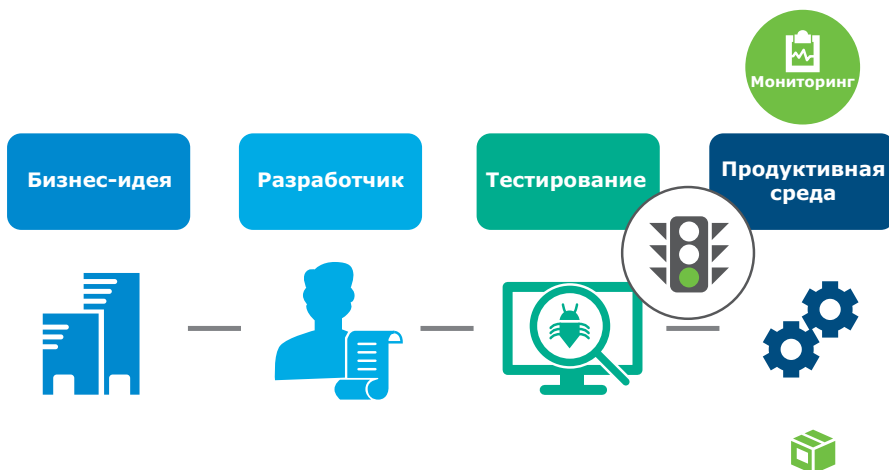 Мониторинг
Бизнес-идея
Разработчик
Тестирование
Продуктивная
среда